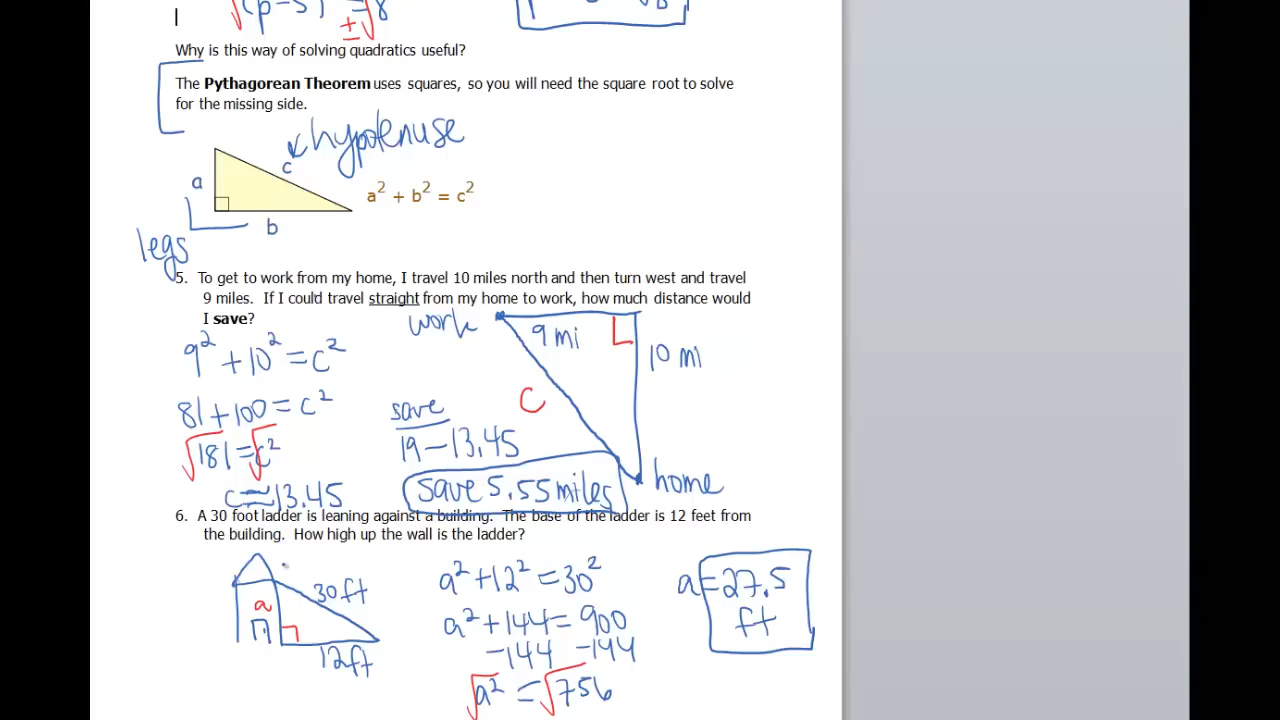 √(p-5) = 8
±√
Why is this way of solving quadratics useful?
The Pythagorean Theorem uses squares, so you will need the square root to solve
for the missing side.
hypotenuse
c
a
a² + b² = c²
b
legs
5. To get to work from my home, I travel 10 miles north and then turn west and travel
9 miles. If I could travel straight from my home to work, how much distance would
I save?
work
9 mi
10 mi
9² + 10² = c²
C
81 + 100 = c²
save
19 - 13.45
√181 = √c²
save 5.55 miles
home
c ≈ 13.45
6. A 30 foot ladder is leaning against a building. The base of the ladder is 12 feet from
the building. How high up the wall is the ladder?
30 ft
a
12 ft
a² + 12² = 30²
a² + 144 = 900
-144 -144
√a² = √756
a = 27.5
ft